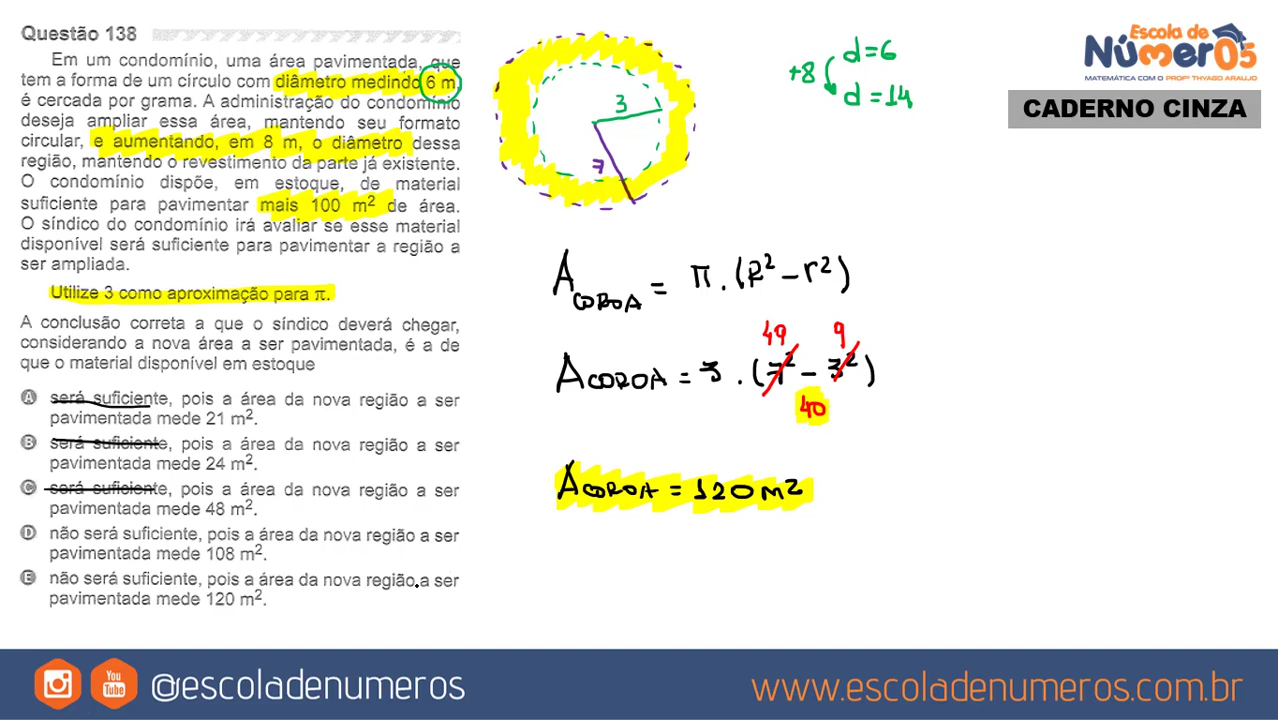 Questão 138
Em um condomínio, uma área pavimentada, que
tem a forma de um círculo com diâmetro medindo 6 m,
é cercada por grama. A administração do condomínio
deseja ampliar essa área, mantendo seu formato
circular, e aumentando, em 8 m, o diâmetro dessa
região, mantendo o revestimento da parte já existente.
O condomínio dispõe, em estoque, de material
suficiente para pavimentar mais 100 m² de área.
O síndico do condomínio irá avaliar se esse material
disponível será suficiente para pavimentar a região a
ser ampliada.
Utilize 3 como aproximação para π.
A conclusão correta a que o síndico deverá chegar,
considerando a nova área a ser pavimentada, é a de
que o material disponível em estoque
A será suficiente, pois a área da nova região a ser
pavimentada mede 21 m².
B será suficiente, pois a área da nova região a ser
pavimentada mede 24 m².
C será suficiente, pois a área da nova região a ser
pavimentada mede 48 m².
D não será suficiente, pois a área da nova região a ser
pavimentada mede 108 m².
E não será suficiente, pois a área da nova região a ser
pavimentada mede 120 m².
3
7
+8
d=6
d=14
A COROA = π.(R²-r²)
49 9
A COROA = 3.(7²-3²)
40
A COROA = 120 m²
Escola de
NúmerOs
MATEMÁTICA COM O PROFº THYAGO ARAUJO
CADERNO CINZA
You
Tube
@escoladenumeros
www.escoladenumeros.com.br